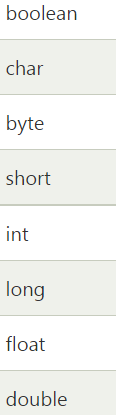 boolean
char
byte
short
int
long
float
double